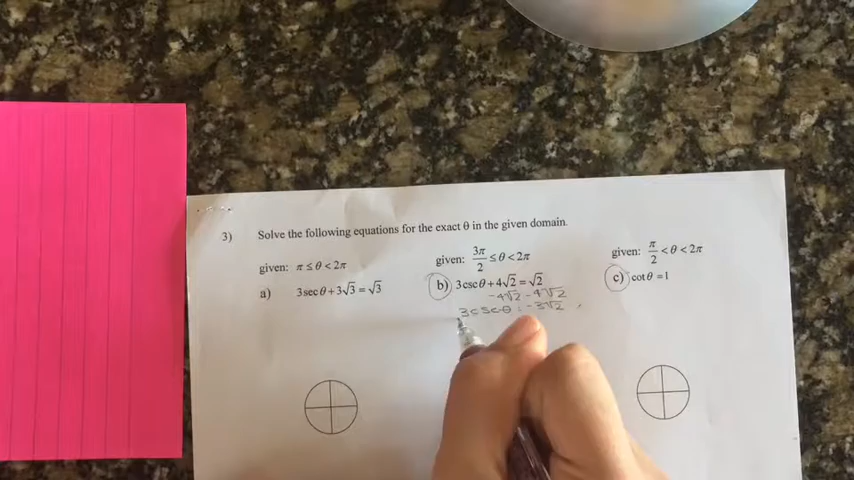 3) Solve the following equations for the exact θ in the given domain.
given: π ≤ θ < 2π
a) 3secθ + 3√3 = √3
given: 3π/2 ≤ θ < 2π
b) 3cscθ + 4√2 = √2
-4√2 -4√2
3cscθ = -3√2
given: π/2 < θ < 2π
c) cotθ = 1